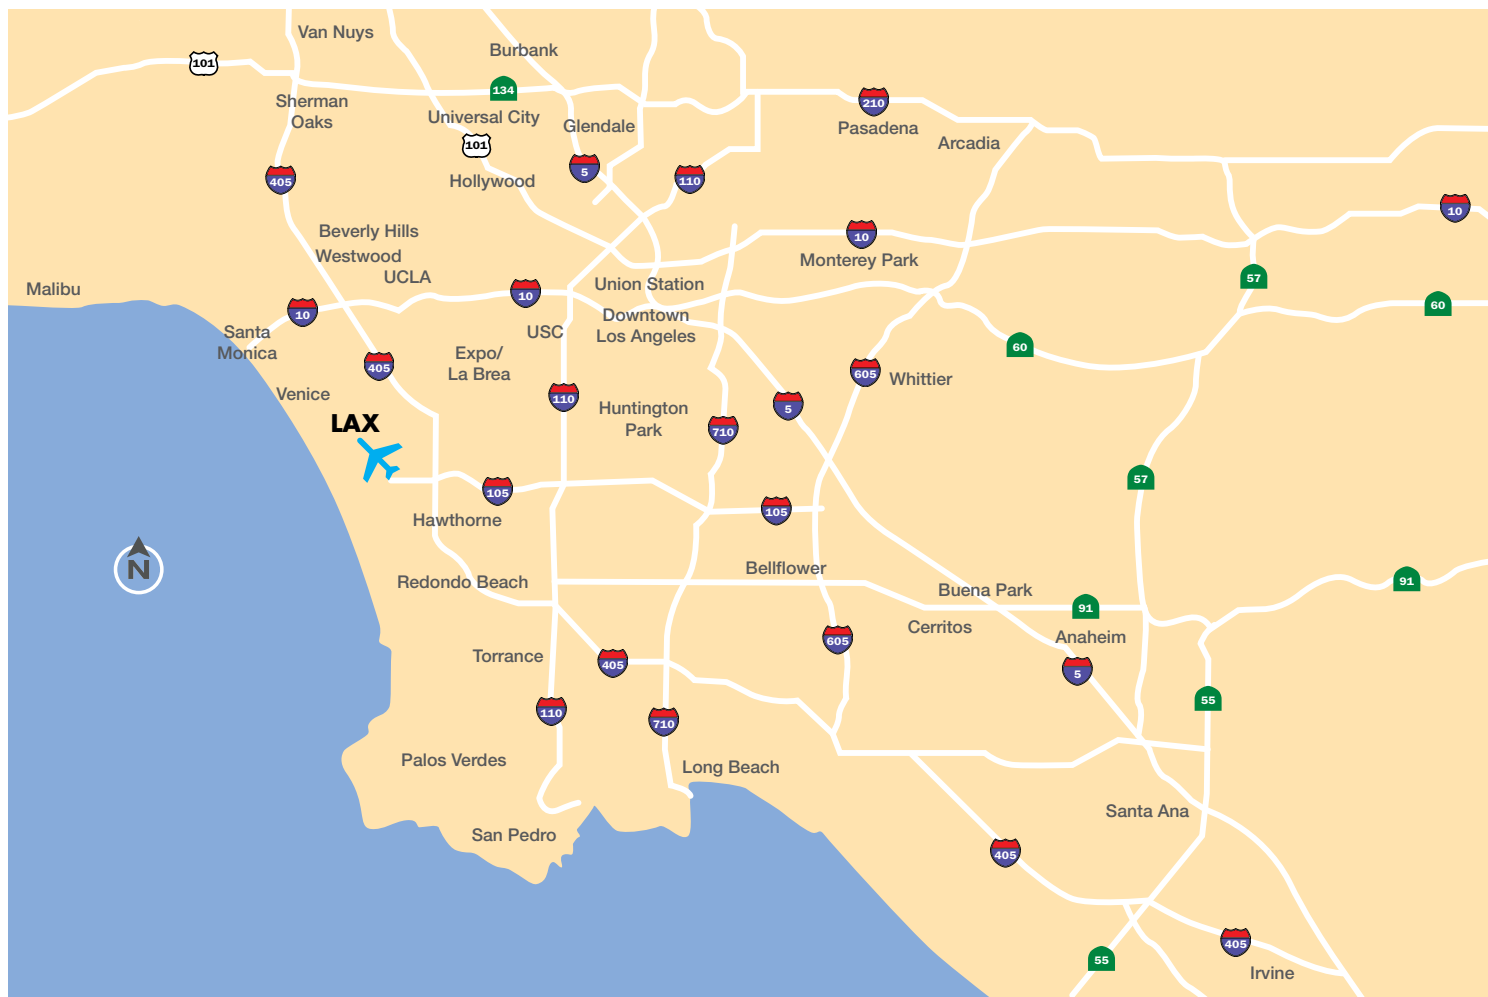 Van Nuys
Burbank
101
134
210
Sherman
Oaks
Universal City
Glendale
Pasadena
Arcadia
101
5
110
405
Hollywood
10
Beverly Hills
10
Westwood
Monterey Park
UCLA
57
Malibu
Union Station
10
60
10
Downtown
Los Angeles
Santa
Monica
USC
60
Expo/
La Brea
405
605
Whittier
Venice
110
5
Huntington
Park
LAX
710
57
105
105
Hawthorne
N
Bellflower
Redondo Beach
91
Buena Park
91
Cerritos
Anaheim
605
Torrance
405
5
55
110
710
Palos Verdes
Long Beach
Santa Ana
San Pedro
405
405
55
Irvine